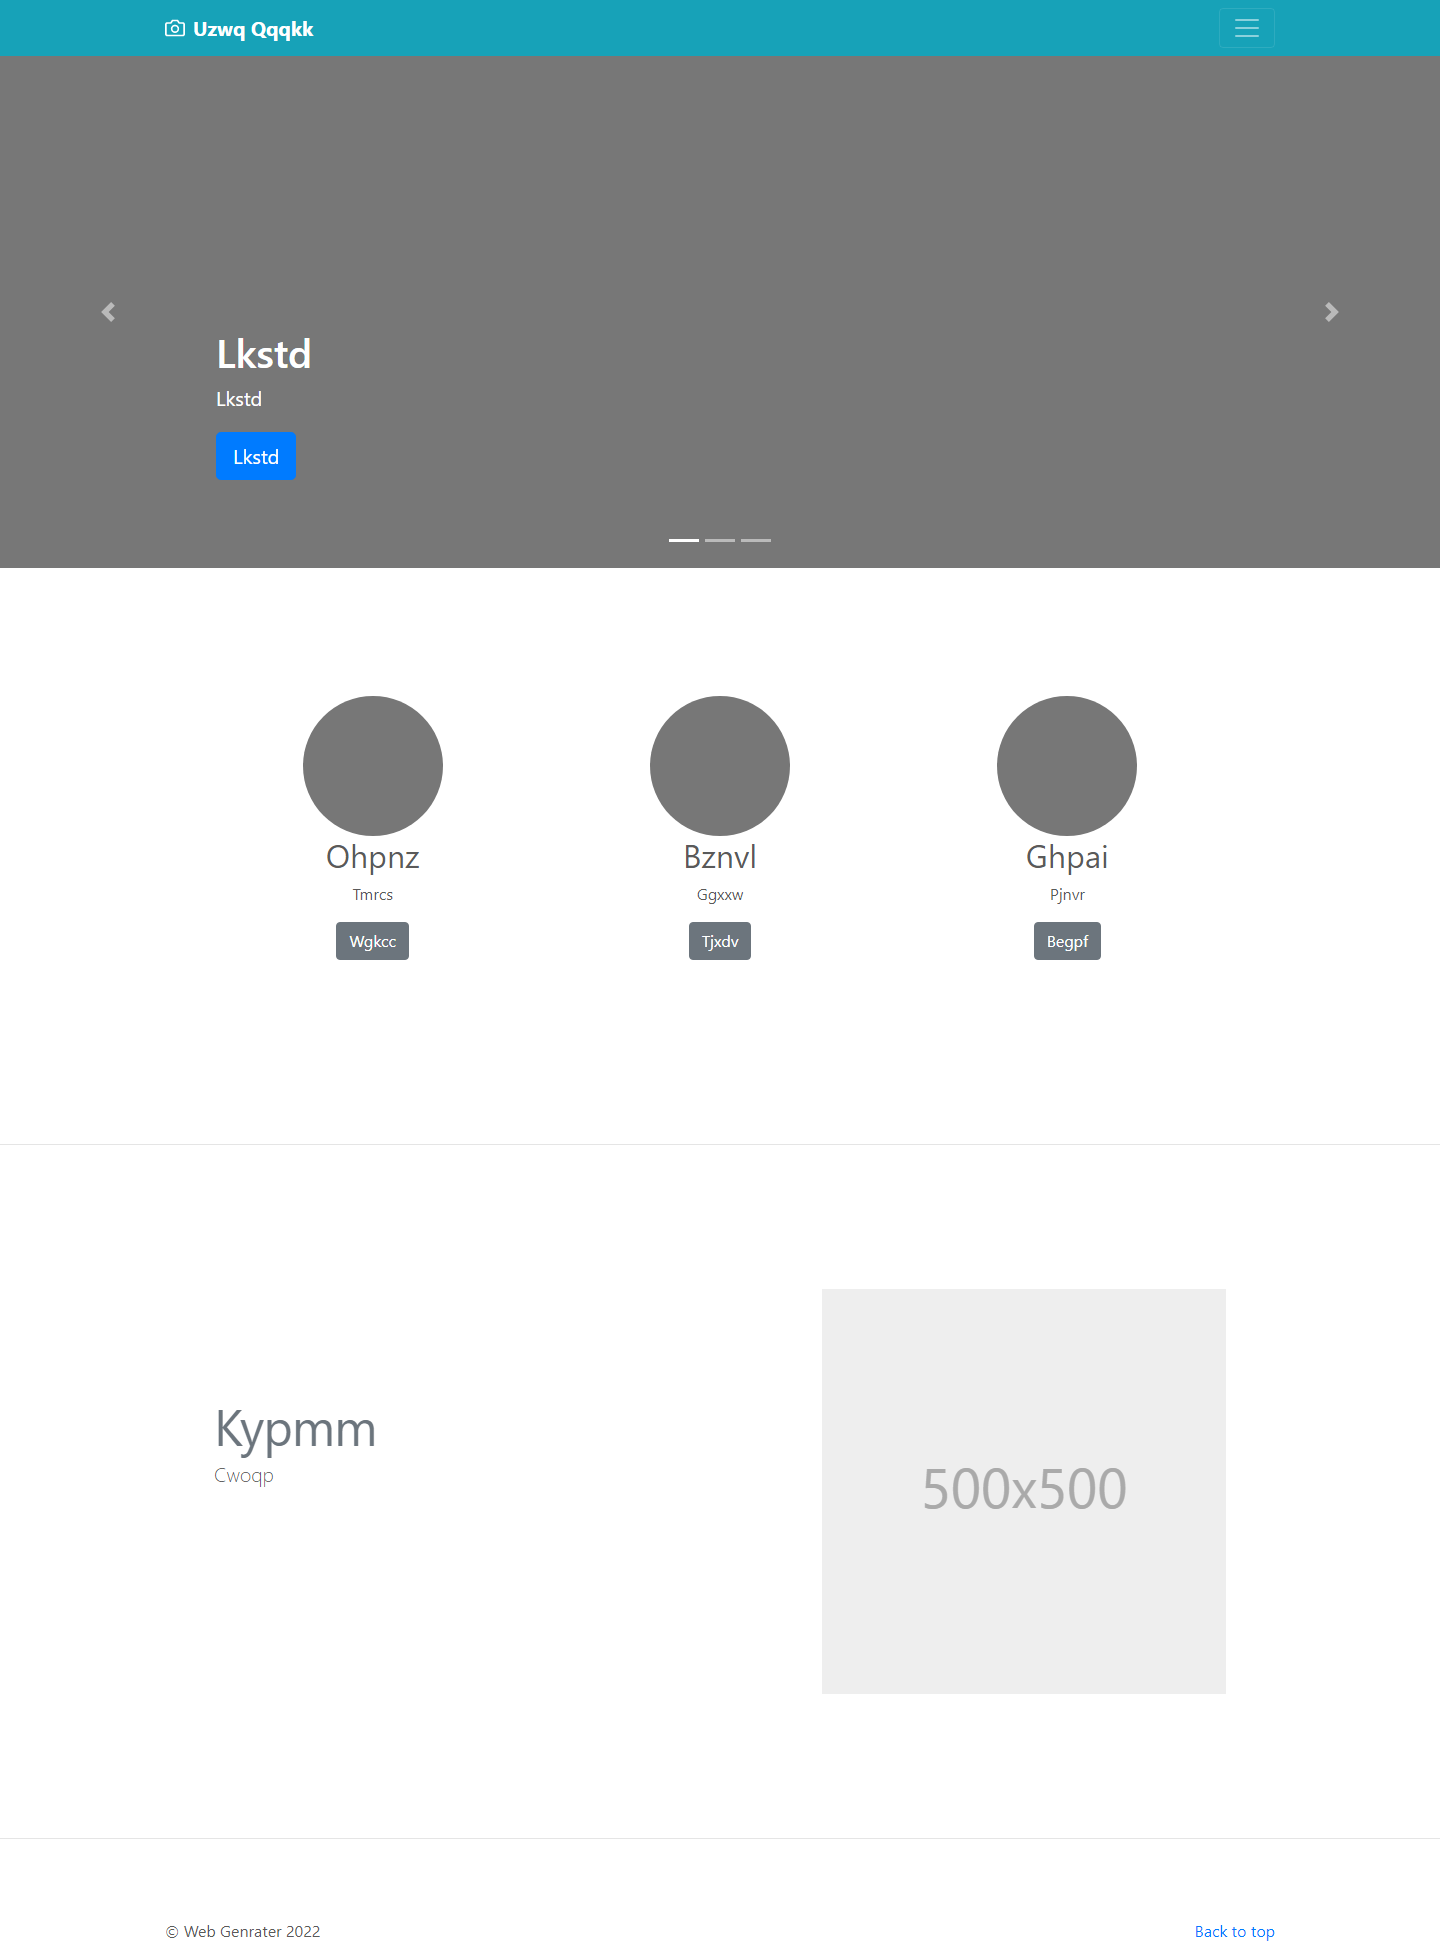 Uzwq Qqqkk
Lkstd
Lkstd
Lkstd
Ohpnz
Tmrcs
Wgkcc
Bznvl
Ggxxw
Tjxdv
Ghpai
Pjnvr
Begpf
Kypmm
Cwoqp
500x500
© Web Genrater 2022
Back to top